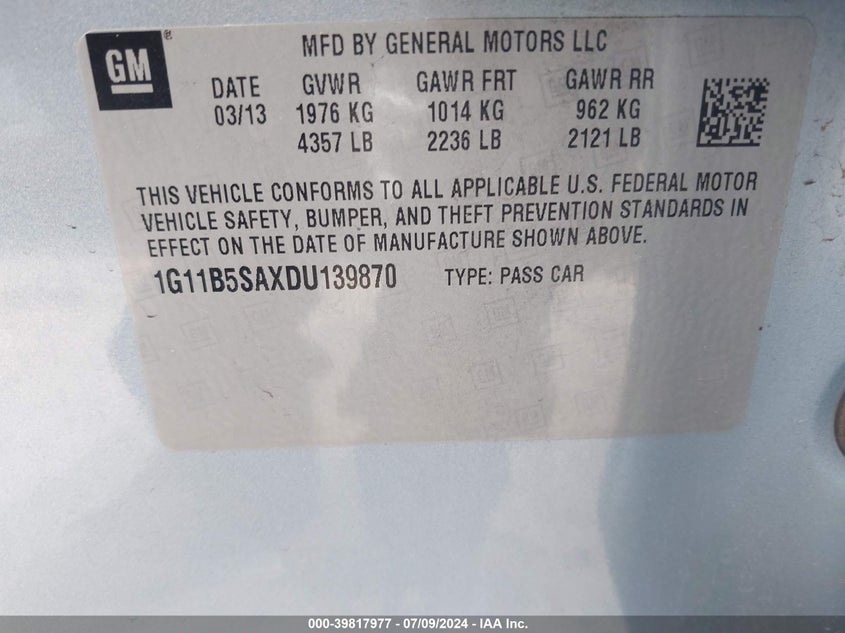 GM®
MFD BY GENERAL MOTORS LLC
DATE GVWR GAWR FRT GAWR RR
03/13 1976 KG 1014 KG 962 KG
4357 LB 2236 LB 2121 LB
THIS VEHICLE CONFORMS TO ALL APPLICABLE U.S. FEDERAL MOTOR
VEHICLE SAFETY, BUMPER, AND THEFT PREVENTION STANDARDS IN
EFFECT ON THE DATE OF MANUFACTURE SHOWN ABOVE.
1G11B5SAXDU139870 TYPE: PASS CAR
000-39817977 - 07/09/2024 - IAA Inc.